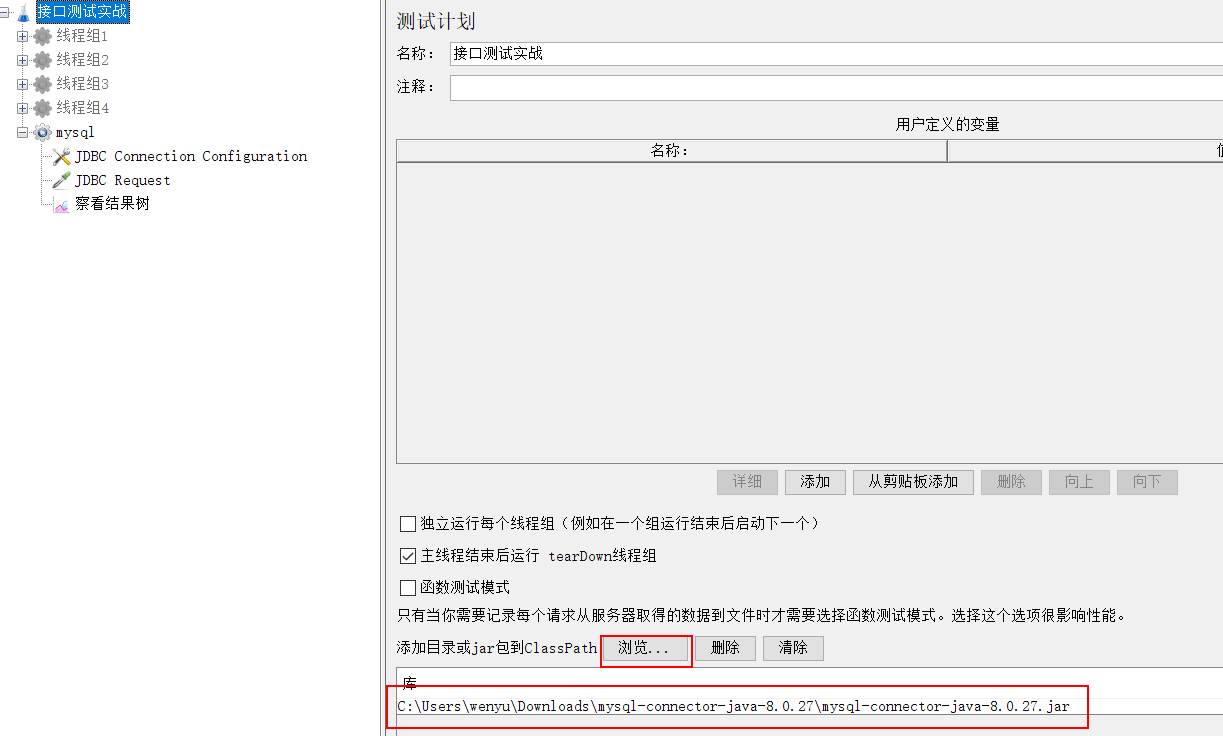 接口测试实战
线程组1
线程组2
线程组3
线程组4
mysql
JDBC Connection Configuration
JDBC Request
察看结果树
测试计划
名称： 接口测试实战
注释：
用户定义的变量
名称：
详细 添加 从剪贴板添加 删除 向上 向下
独立运行每个线程组（例如在一个组运行结束后启动下一个）
主线程结束后运行 tearDown线程组
函数测试模式
只有当你需要记录每个请求从服务器取得的数据到文件时才需要选择函数测试模式。选择这个选项很影响性能。
添加目录或jar包到ClassPath 浏览... 删除 清除
库
C:\Users\wenyu\Downloads\mysql-connector-java-8.0.27\mysql-connector-java-8.0.27.jar